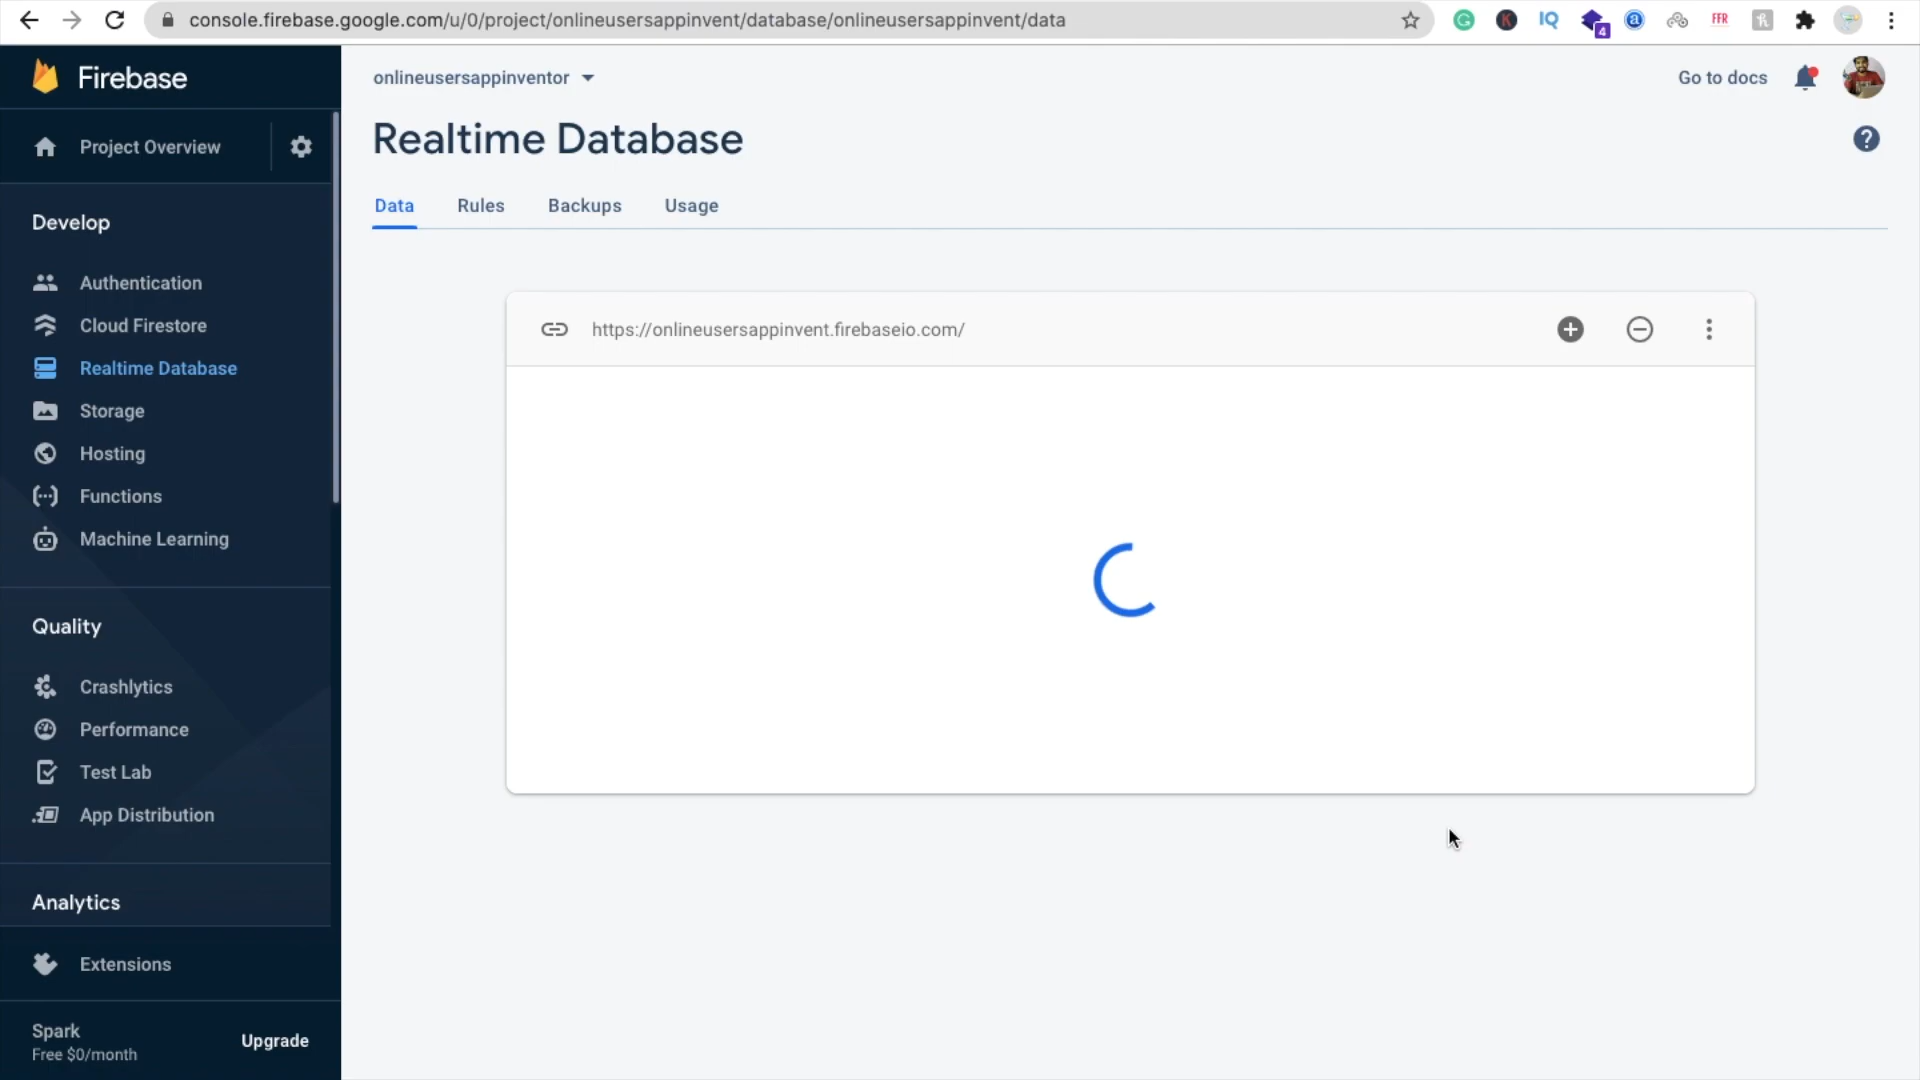 console.firebase.google.com/u/0/project/onlineusersappinvent/database/onlineusersappinvent/data
IQ
4
FFR
Firebase
onlineusersappinventor
Go to docs
Project Overview
Realtime Database
Data Rules Backups Usage
Develop
Authentication
Cloud Firestore
Realtime Database
Storage
Hosting
Functions
Machine Learning
https://onlineusersappinvent.firebaseio.com/
Quality
Crashlytics
Performance
Test Lab
App Distribution
Analytics
Extensions
Spark
Free $0/month
Upgrade